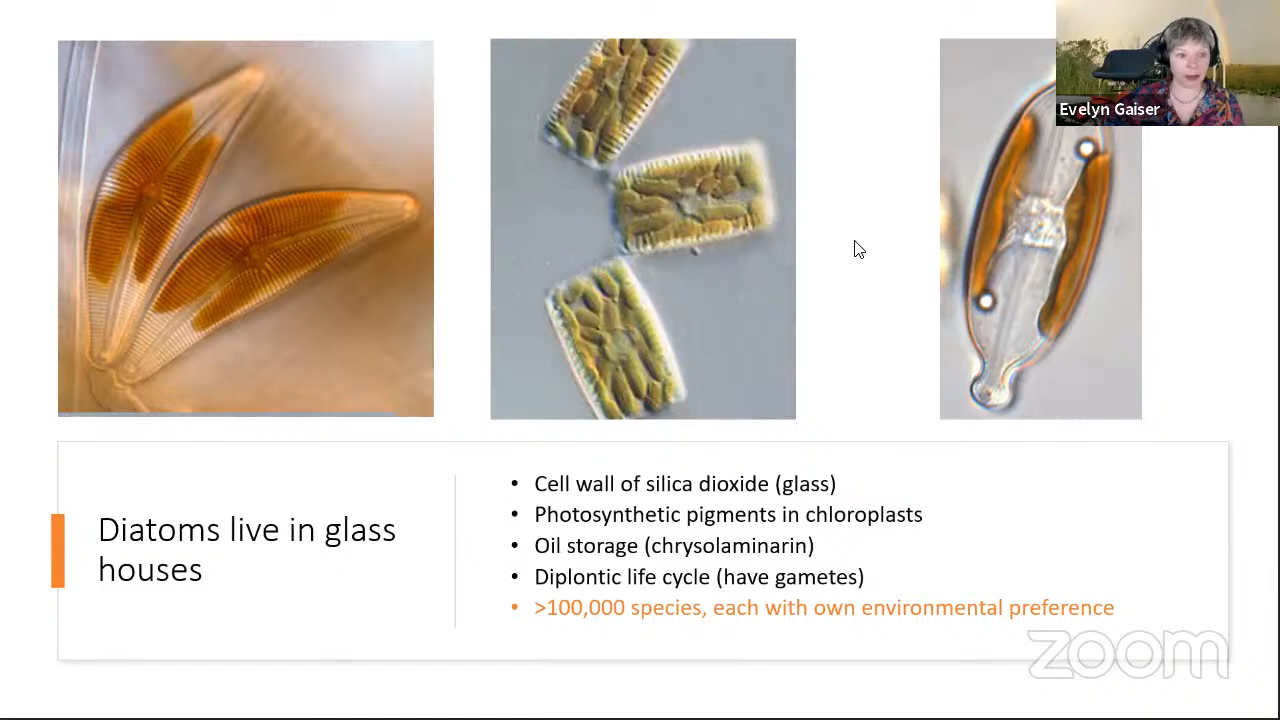 Evelyn Gaiser
Diatoms live in glass
houses
• Cell wall of silica dioxide (glass)
• Photosynthetic pigments in chloroplasts
• Oil storage (chrysolaminarin)
• Diplontic life cycle (have gametes)
• >100,000 species, each with own environmental preference
zoom